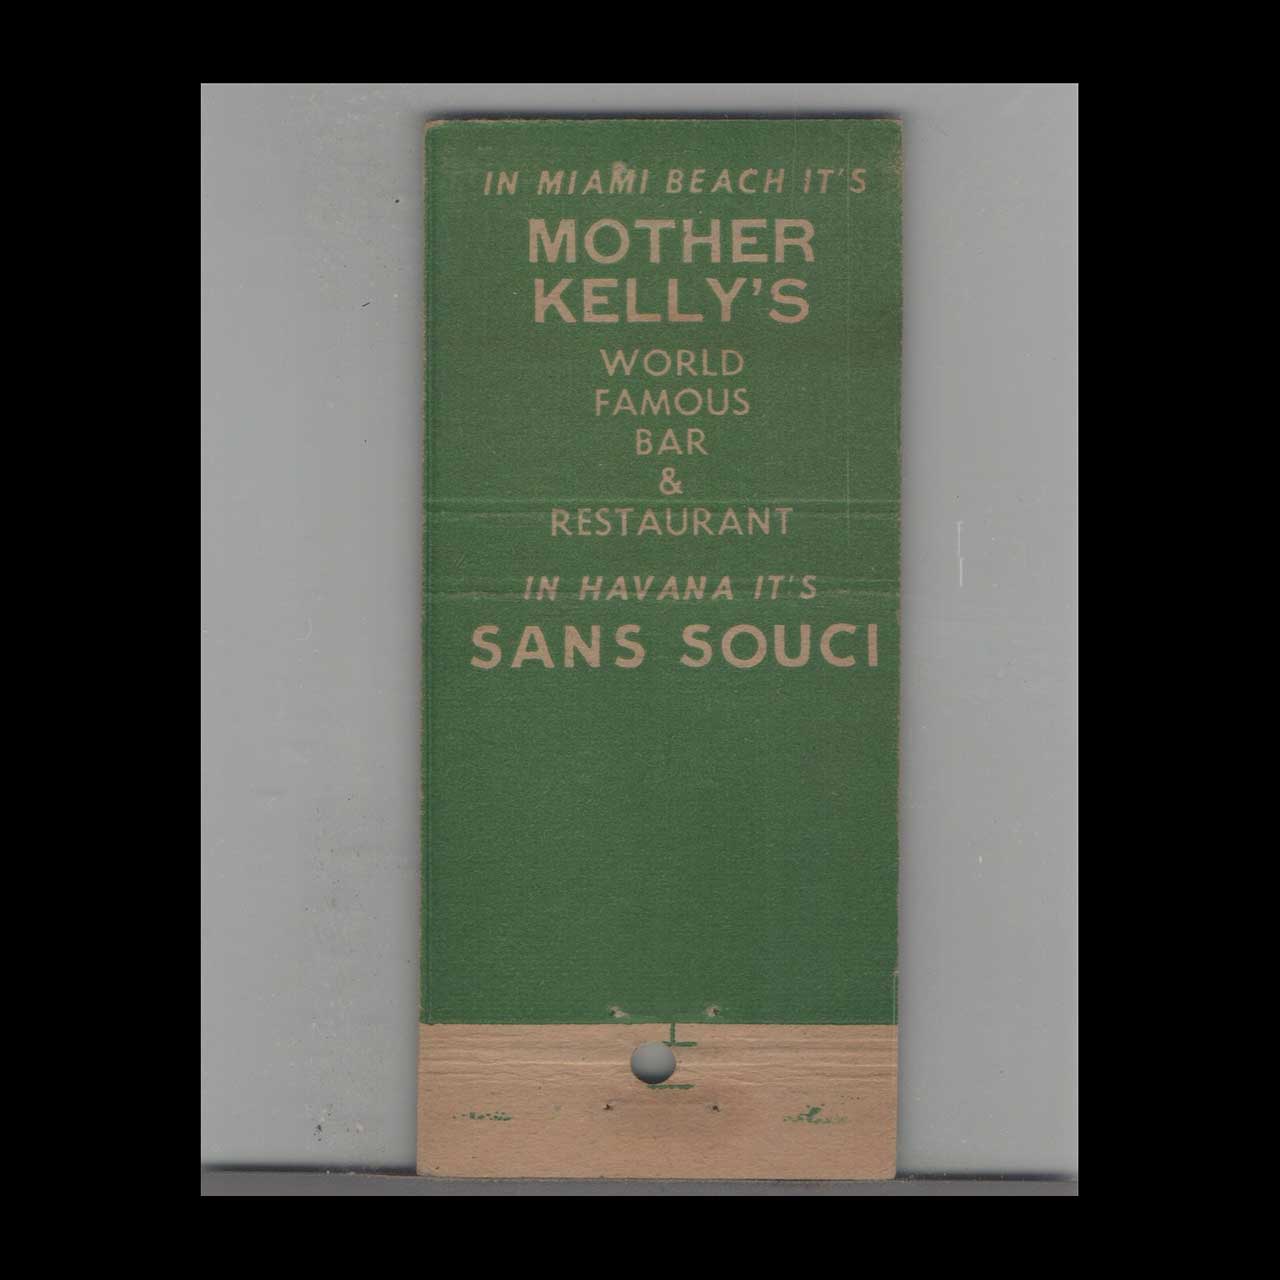 IN MIAMI BEACH IT'S
MOTHER
KELLY'S
WORLD
FAMOUS
BAR
&
RESTAURANT
IN HAVANA IT'S
SANS SOUCI